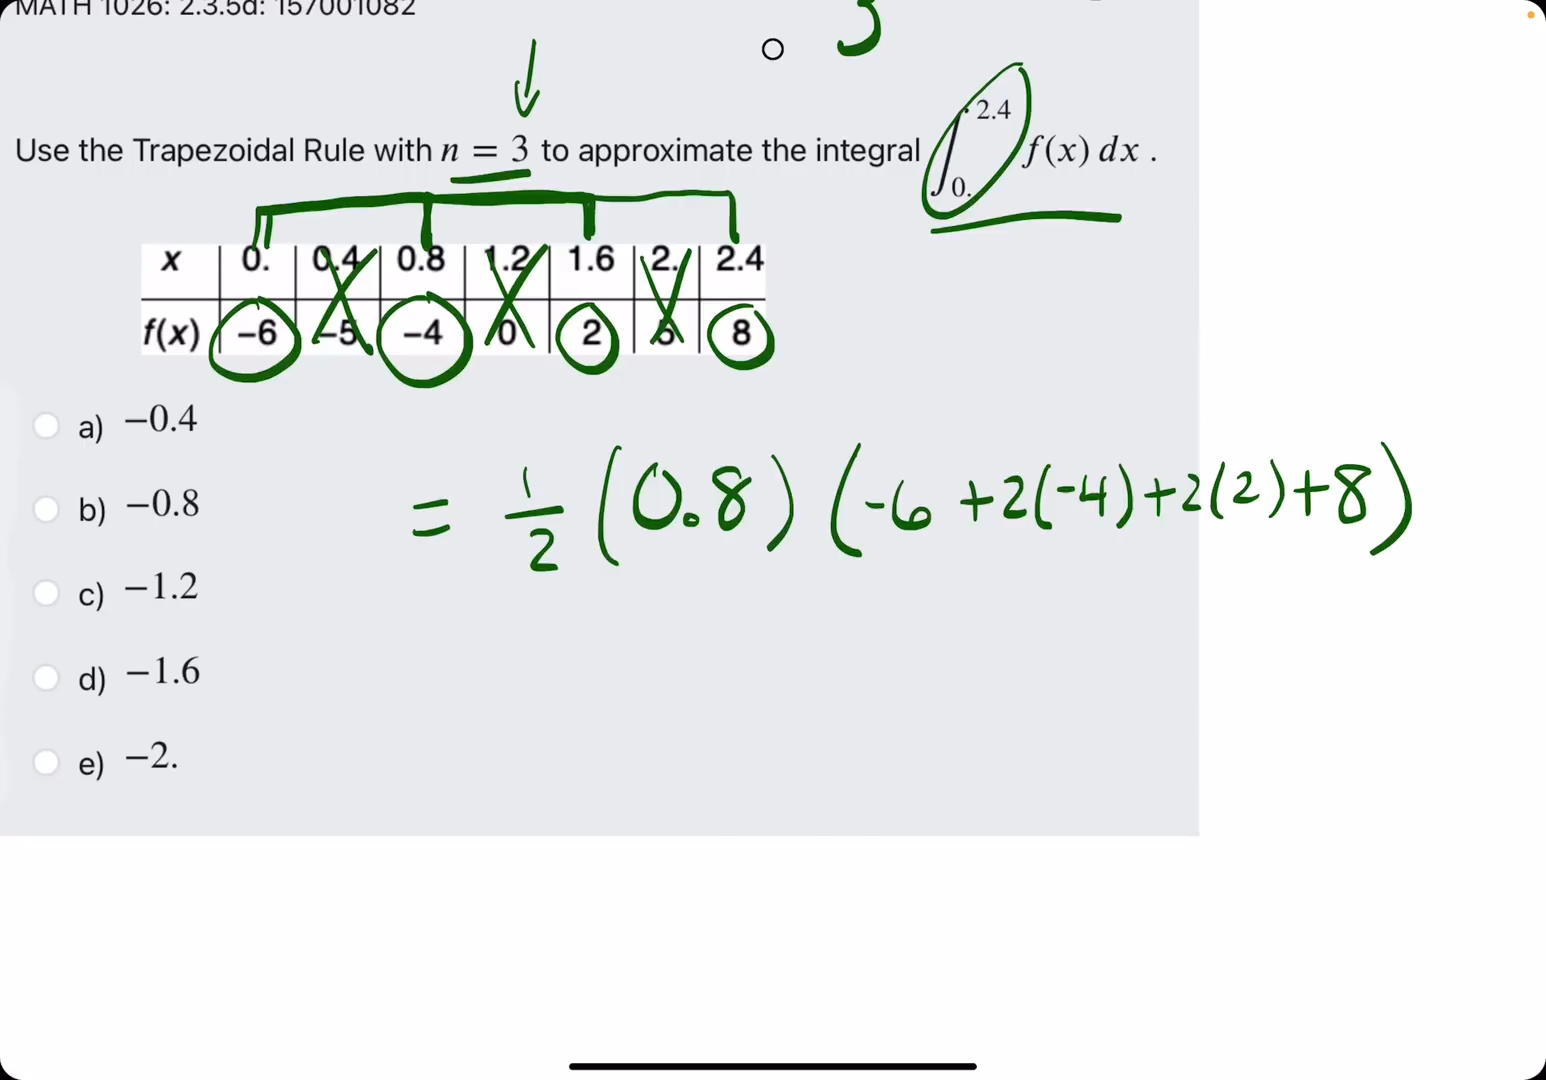 MATH 1026: 2.3.5d: 157001082
3
Use the Trapezoidal Rule with n = 3 to approximate the integral ∫0.^2.4 f(x) dx .
x 0. 0.4 0.8 1.2 1.6 2. 2.4
f(x) −6 −5 −4 0 2 8
a) −0.4
= 1/2 (0.8) (-6 +2(-4)+2(2)+8)
b) −0.8
c) −1.2
d) −1.6
e) −2.